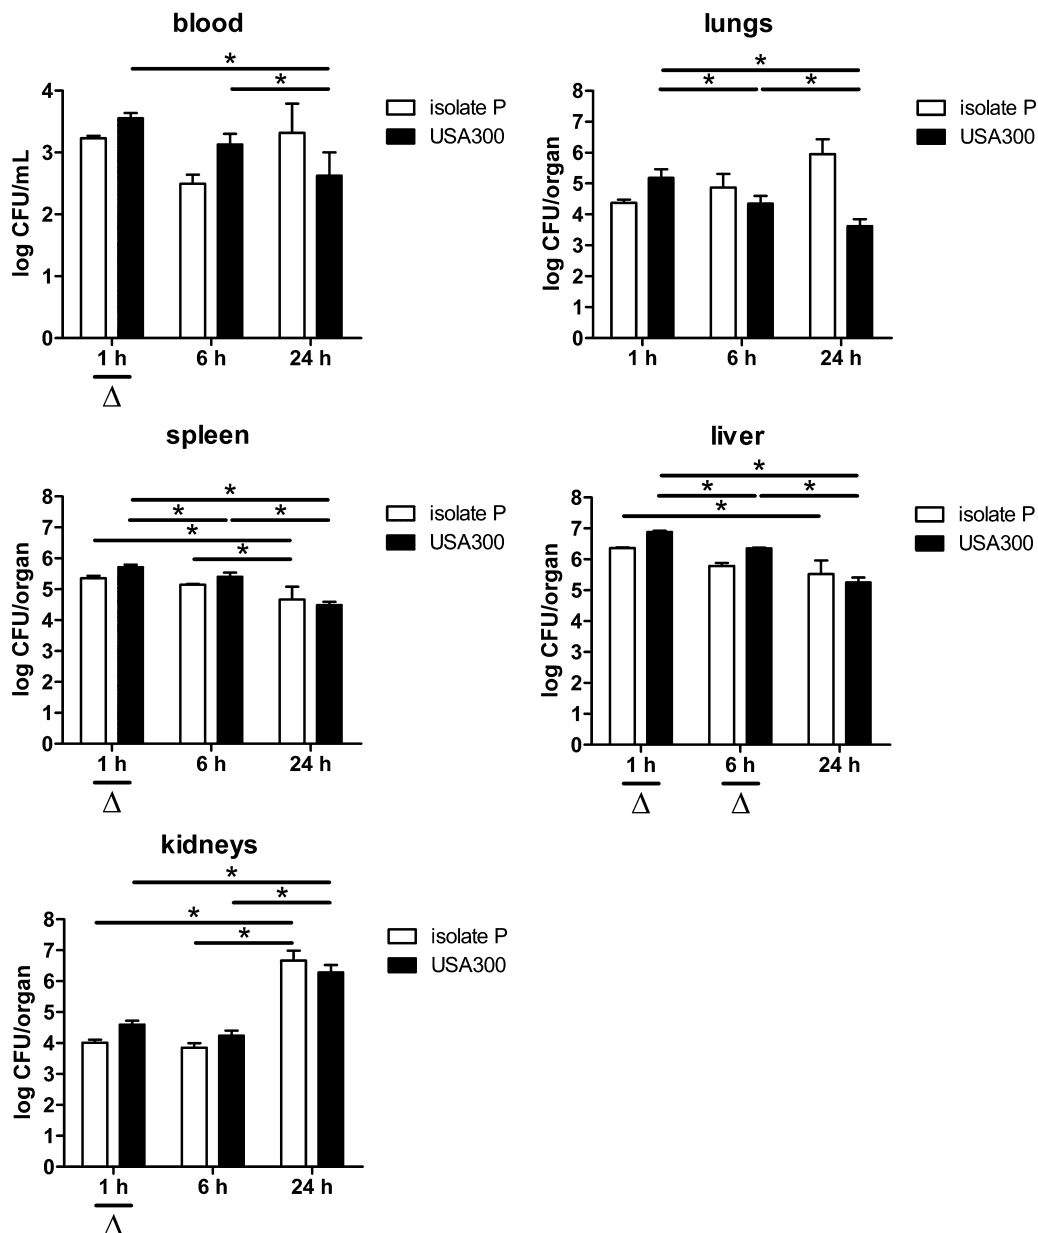 blood
*
*
4
3
2
1
0
log CFU/mL
isolate P
USA300
1 h 6 h 24 h
Δ
lungs
*
* *
8
7
6
5
4
3
2
1
0
log CFU/organ
isolate P
USA300
1 h 6 h 24 h
spleen
*
* *
*
*
8
7
6
5
4
3
2
1
0
log CFU/organ
isolate P
USA300
1 h 6 h 24 h
Δ
liver
*
* *
*
8
7
6
5
4
3
2
1
0
log CFU/organ
isolate P
USA300
1 h 6 h 24 h
Δ Δ
kidneys
*
*
*
*
8
7
6
5
4
3
2
1
0
log CFU/organ
isolate P
USA300
1 h 6 h 24 h
Δ